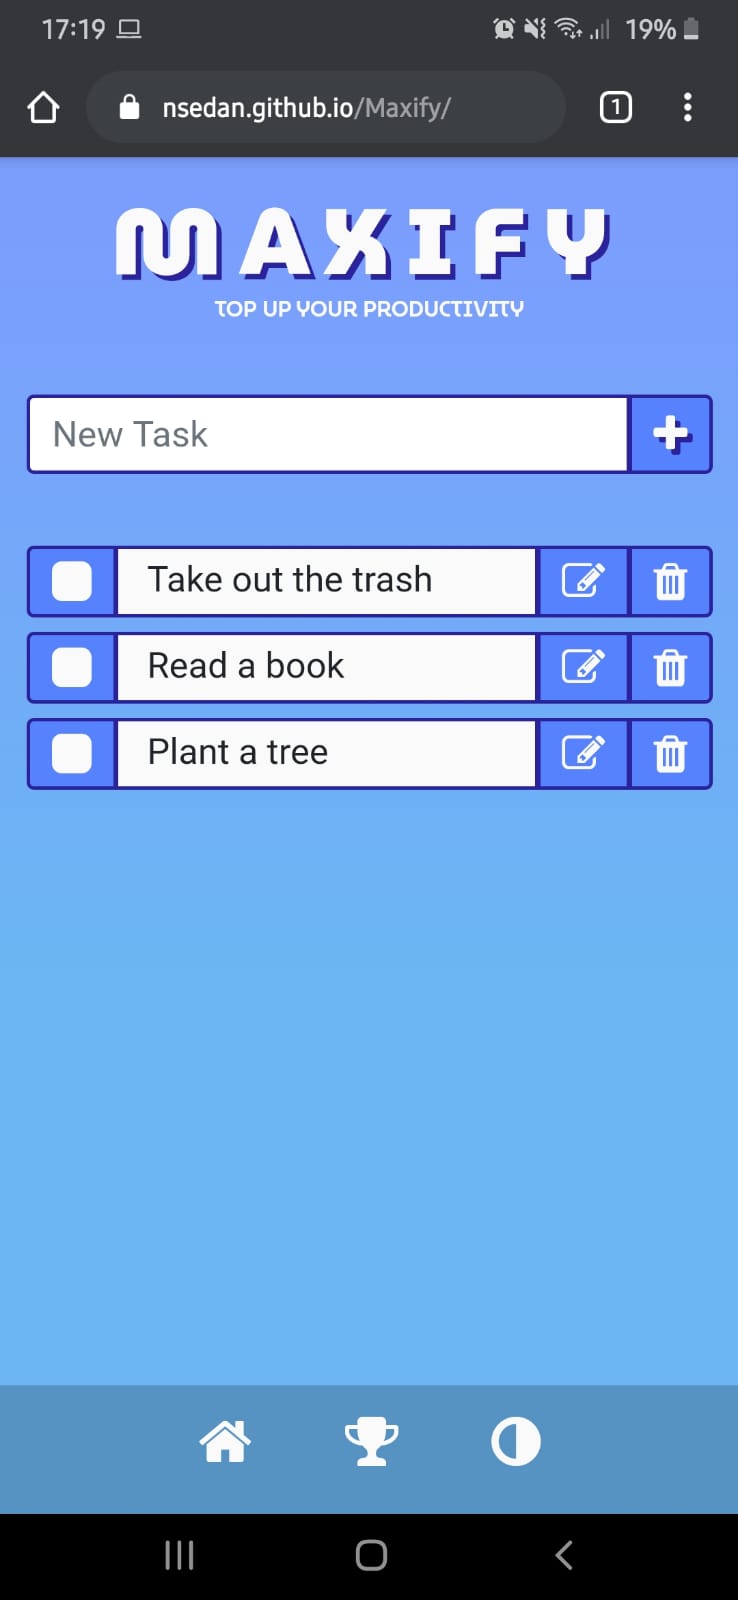 17:19 19%
nsedan.github.io/Maxify/ 1
MAXIFY
TOP UP YOUR PRODUCTIVITY
New Task
Take out the trash
Read a book
Plant a tree